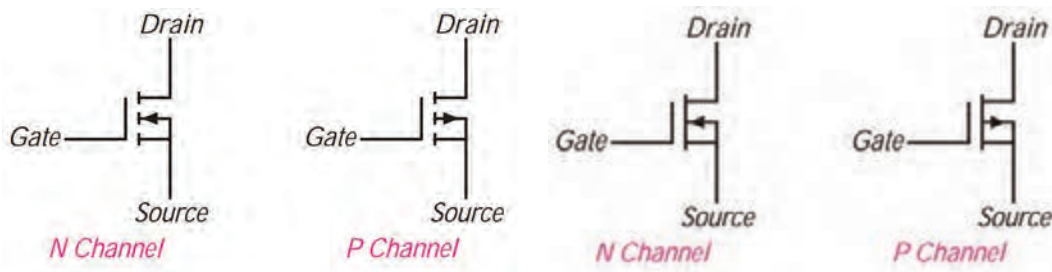 Drain
Gate
Source
N Channel
Drain
Gate
Source
P Channel
Drain
Gate
Source
N Channel
Drain
Gate
Source
P Channel